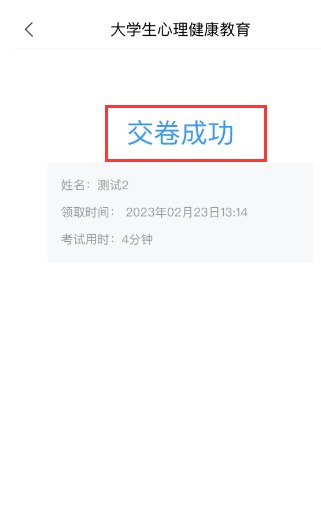 大学生心理健康教育
交卷成功
姓名：测试2
领取时间： 2023年02月23日13:14
考试用时：4分钟